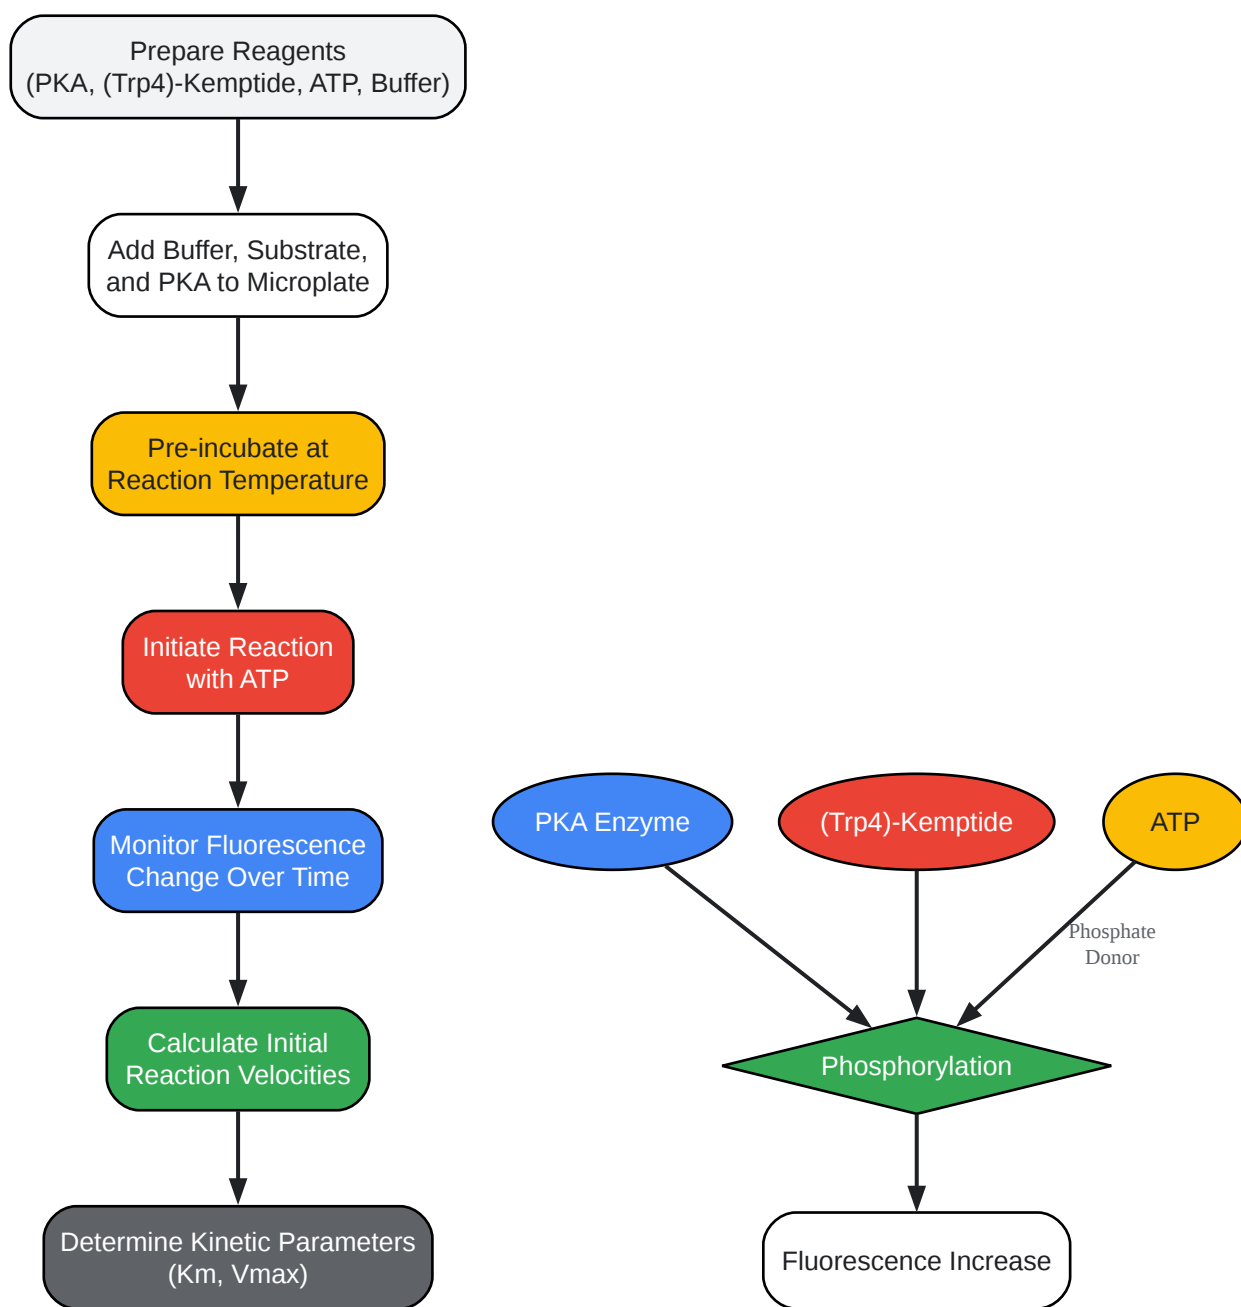 Prepare Reagents
(PKA, (Trp4)-Kemptide, ATP, Buffer)
Add Buffer, Substrate,
and PKA to Microplate
Pre-incubate at
Reaction Temperature
Initiate Reaction
with ATP
Monitor Fluorescence
Change Over Time
Calculate Initial
Reaction Velocities
Determine Kinetic Parameters
(Km, Vmax)
PKA Enzyme
(Trp4)-Kemptide
ATP
Phosphate
Donor
Phosphorylation
Fluorescence Increase